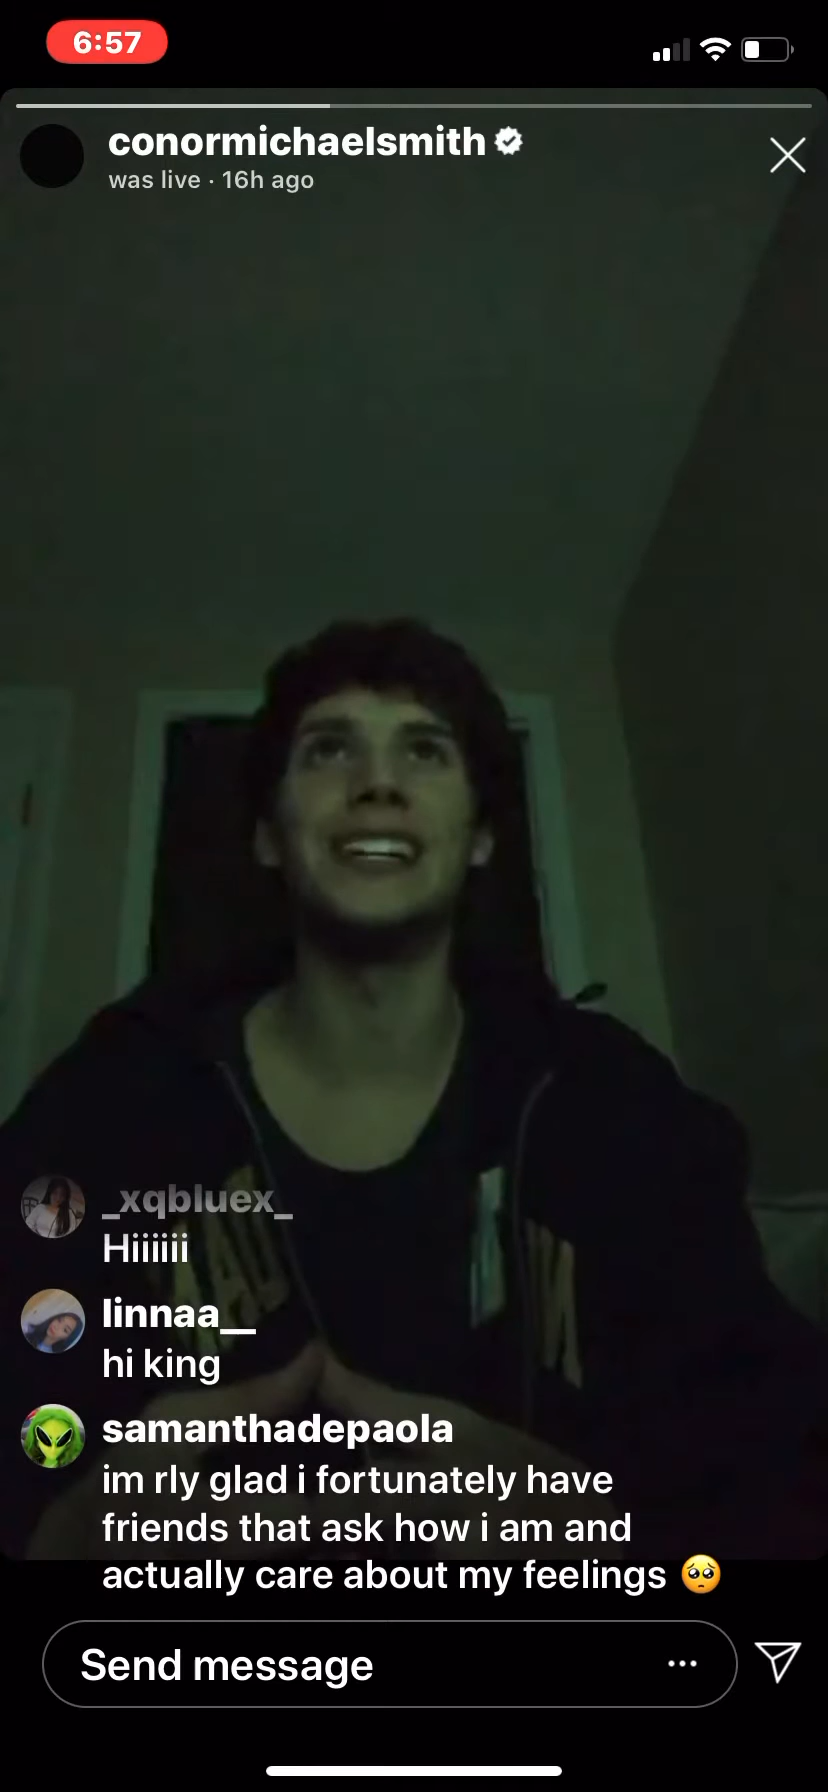 6:57
conormichaelsmith
was live · 16h ago
_xqbluex_
Hiiiiii
linnaa__
hi king
samanthadepaola
im rly glad i fortunately have
friends that ask how i am and
actually care about my feelings 🥺
Send message